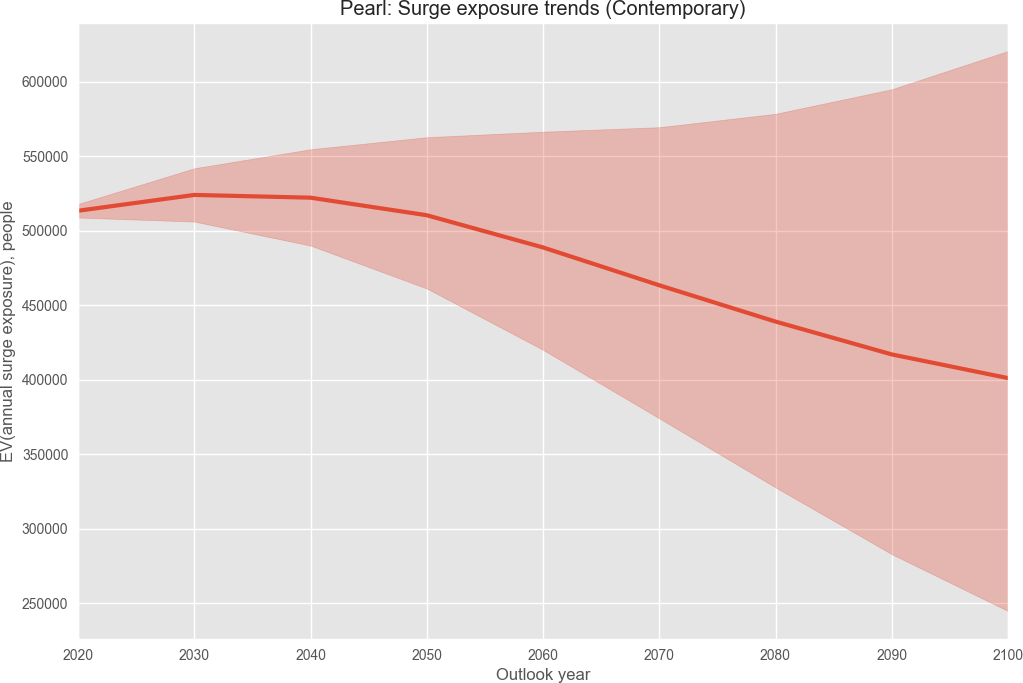 Pearl: Surge exposure trends (Contemporary)
EV(annual surge exposure), people
600000
550000
500000
450000
400000
350000
300000
250000
2020 2030 2040 2050 2060 2070 2080 2090 2100
Outlook year